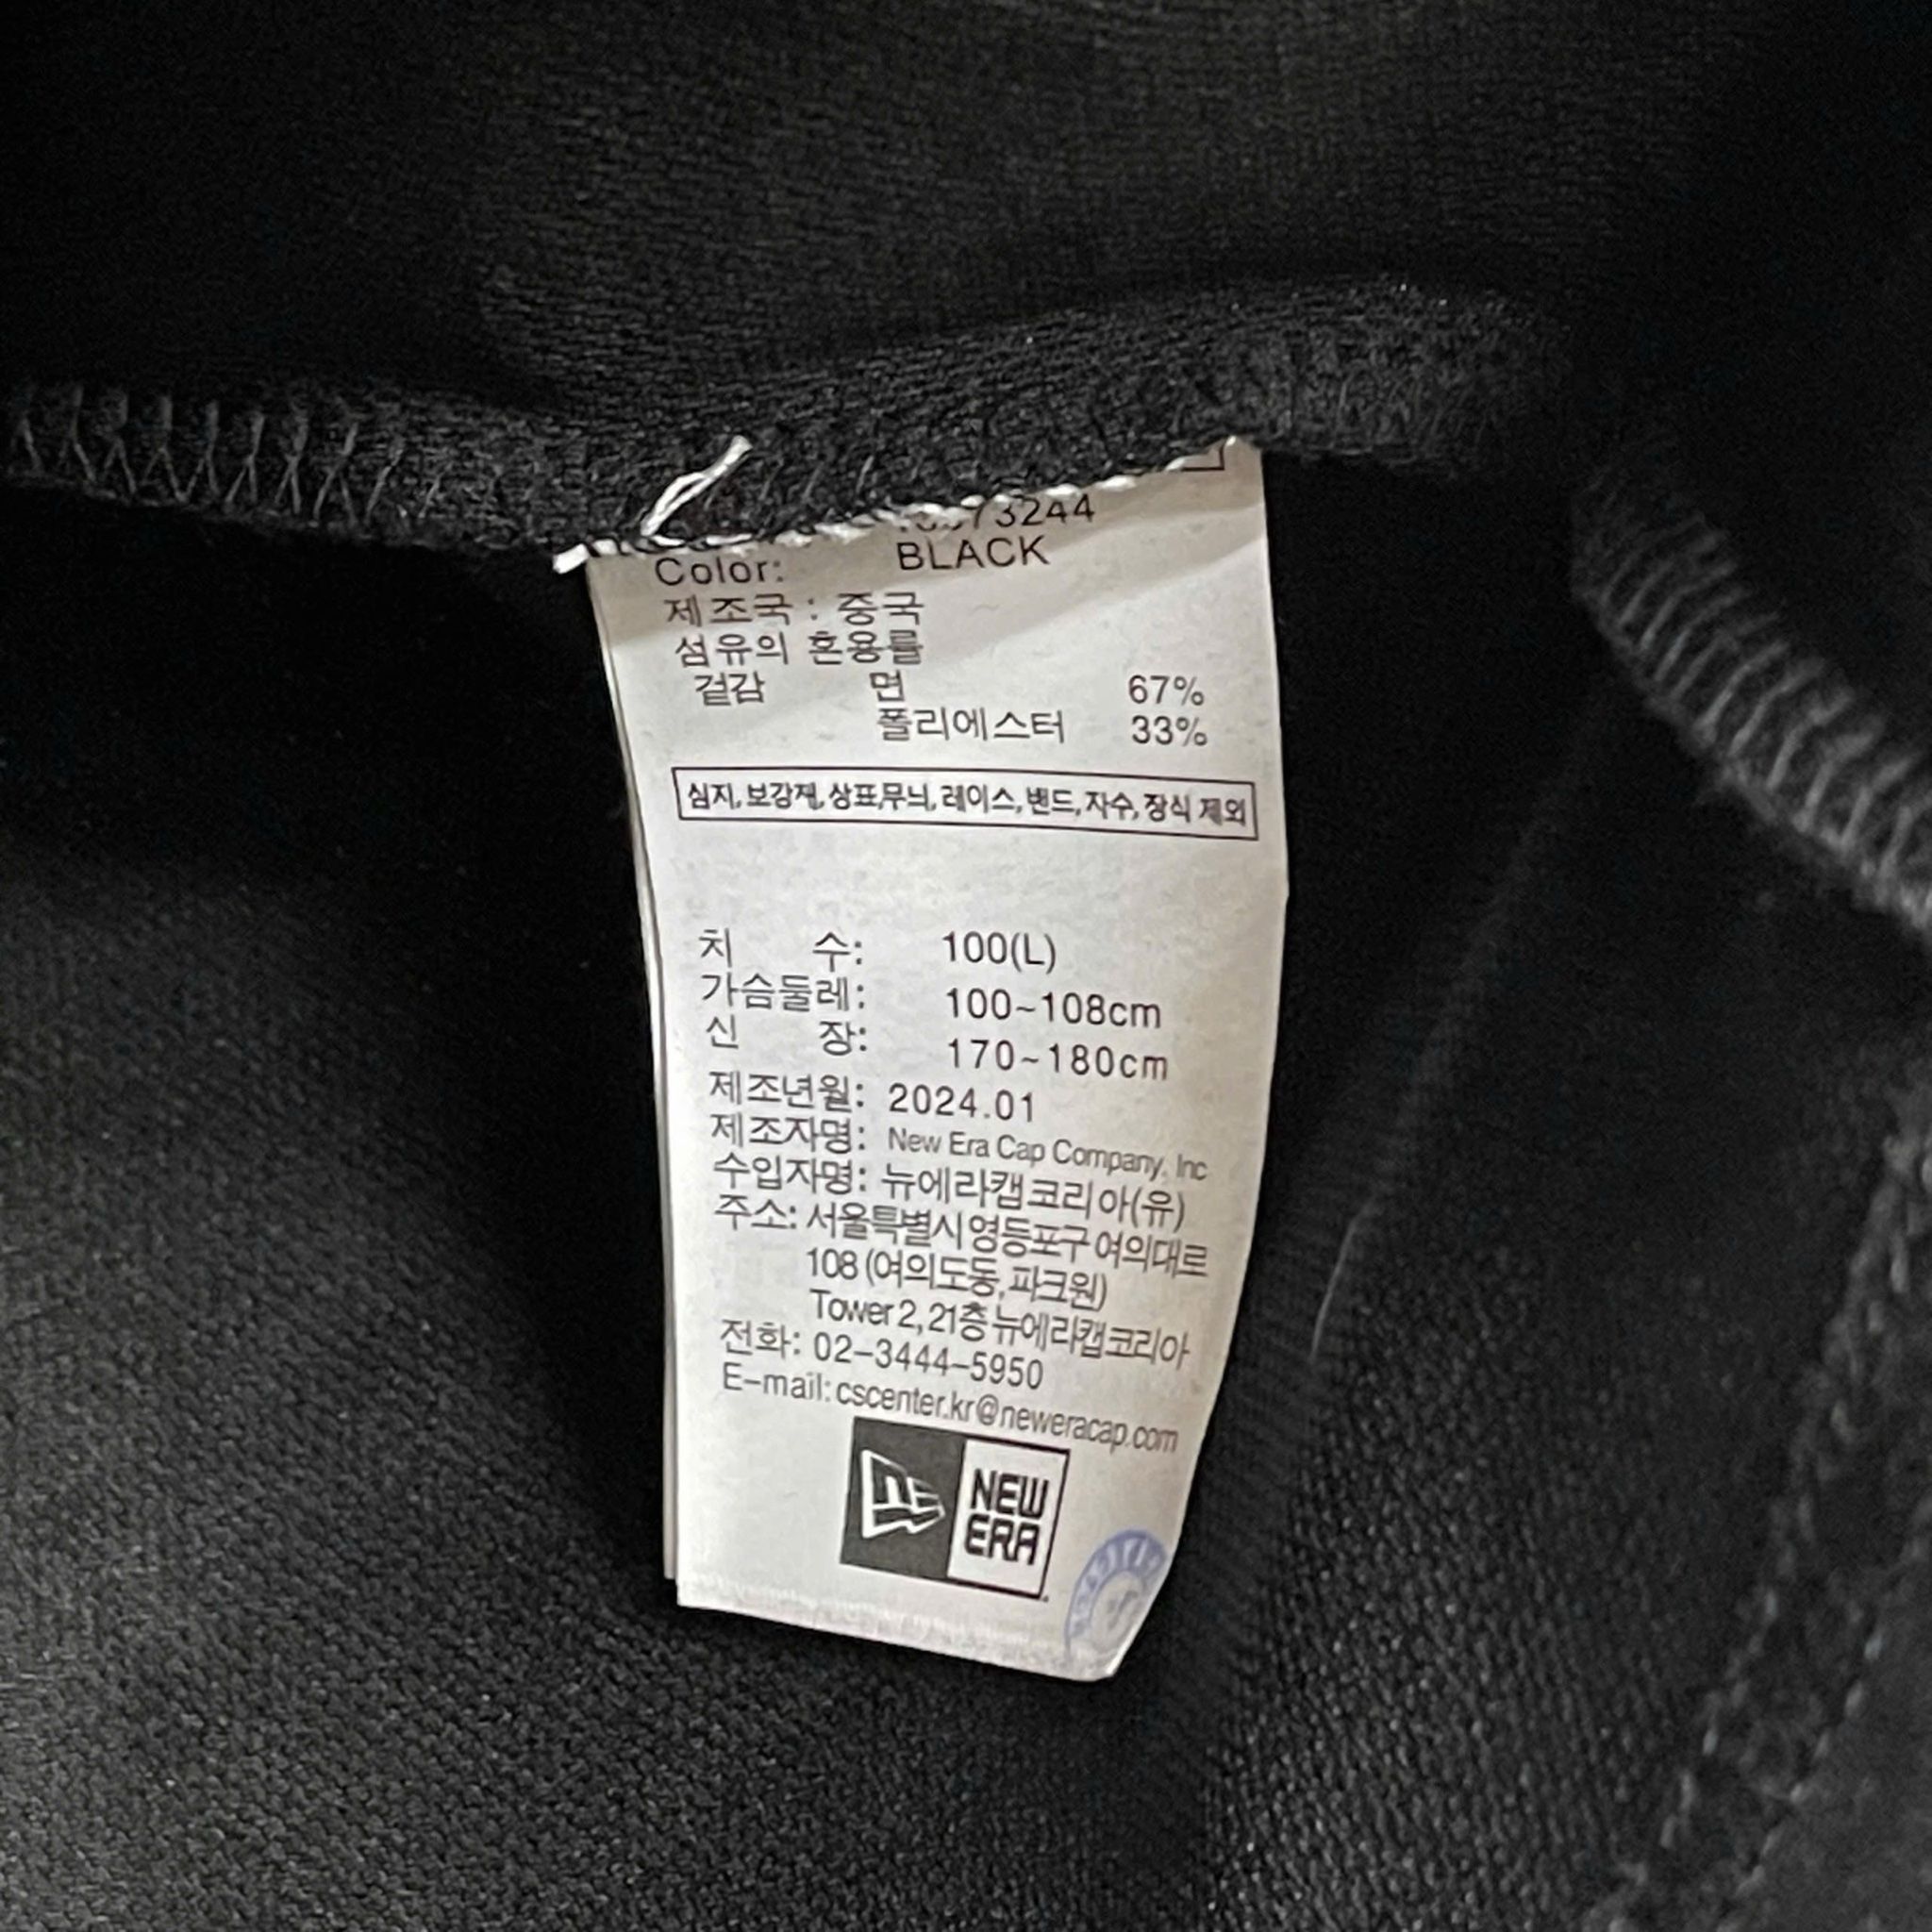 73244
Color: BLACK
제조국 : 중국
섬유의 혼용률
겉감 면 67%
폴리에스터 33%
심지, 보강재, 상표,무늬, 레이스, 밴드, 자수, 장식 제외
치 수: 100(L)
가슴둘레: 100~108cm
신 장: 170~180cm
제조년월: 2024.01
제조자명: New Era Cap Company, Inc
수입자명: 뉴에라캡코리아(유)
주소: 서울특별시 영등포구 여의대로
108 (여의도동, 파크원)
Tower 2, 21층 뉴에라캡코리아
전화: 02-3444-5950
E-mail: cscenter.kr@neweracap.com
NEW
ERA